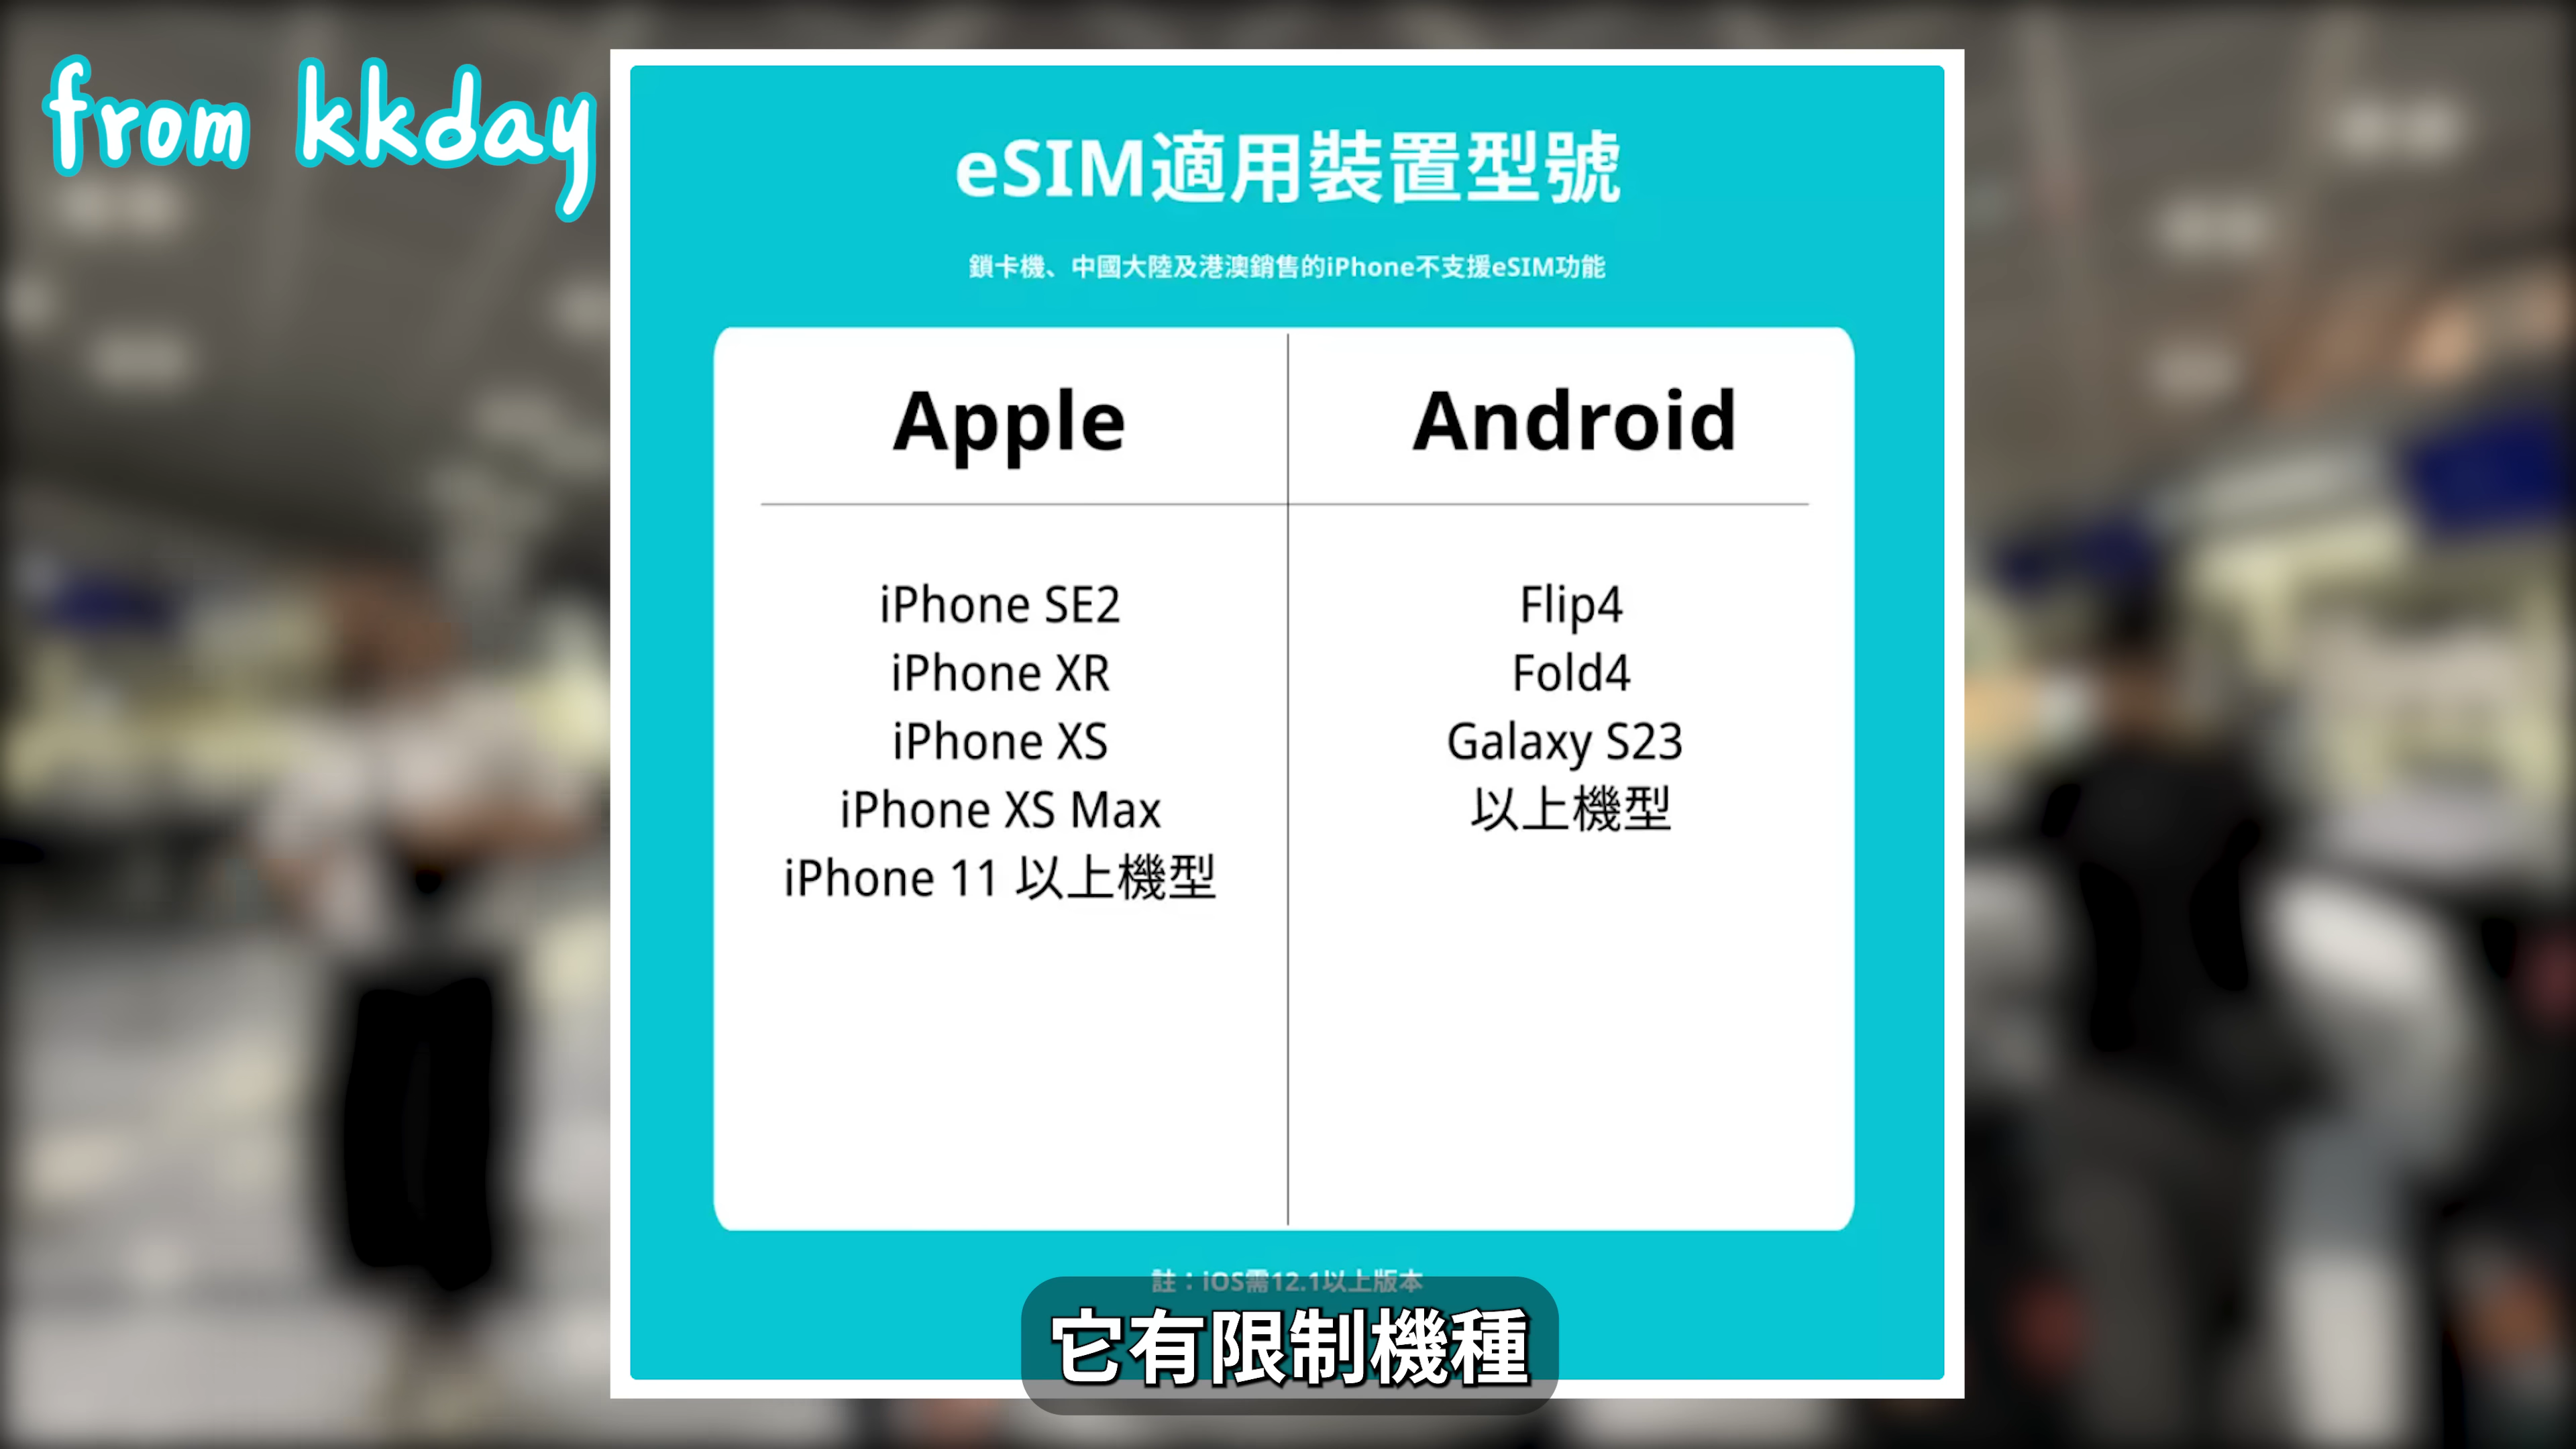 from kkday
eSIM適用裝置型號
鎖卡機、中國大陸及港澳銷售的iPhone不支援eSIM功能
Apple
iPhone SE2
iPhone XR
iPhone XS
iPhone XS Max
iPhone 11 以上機型
Android
Flip4
Fold4
Galaxy S23
以上機型
註：iOS需12.1以上版本
它有限制機種